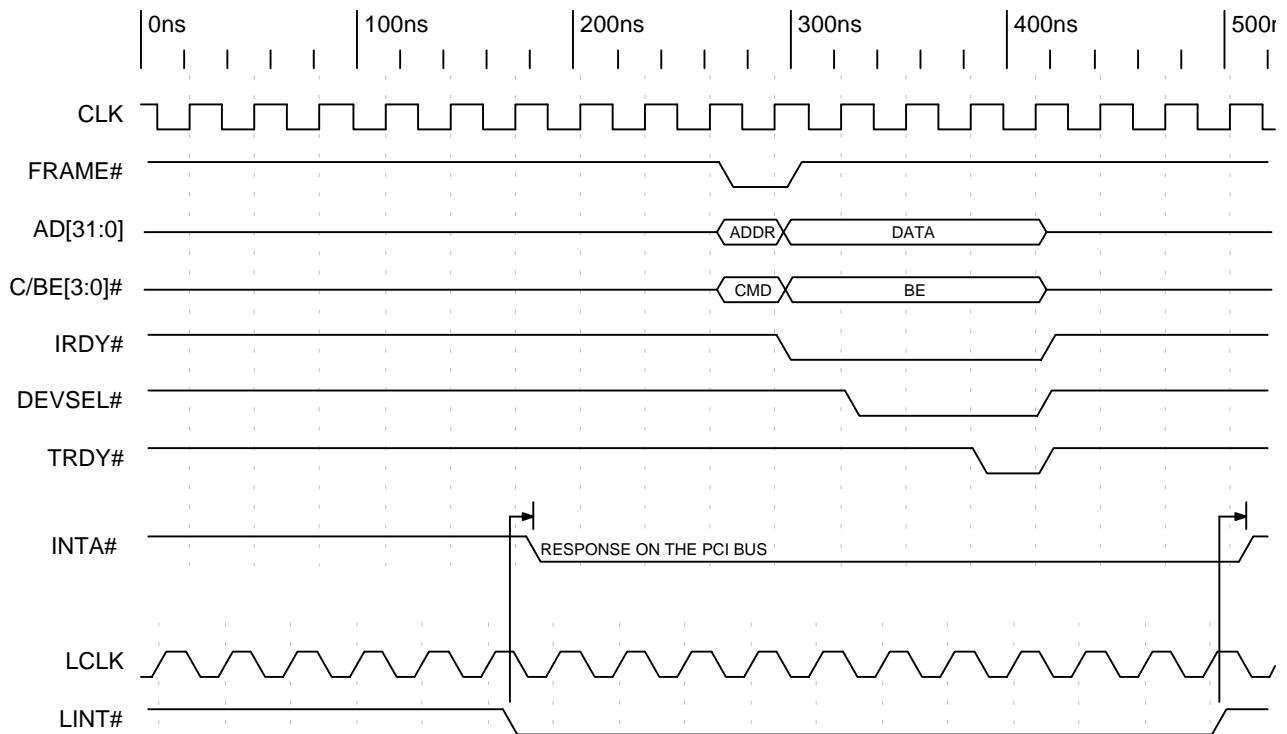 0ns 100ns 200ns 300ns 400ns 500n
CLK
FRAME#
AD[31:0] ADDR DATA
C/BE[3:0]# CMD BE
IRDY#
DEVSEL#
TRDY#
INTA# RESPONSE ON THE PCI BUS
LCLK
LINT#